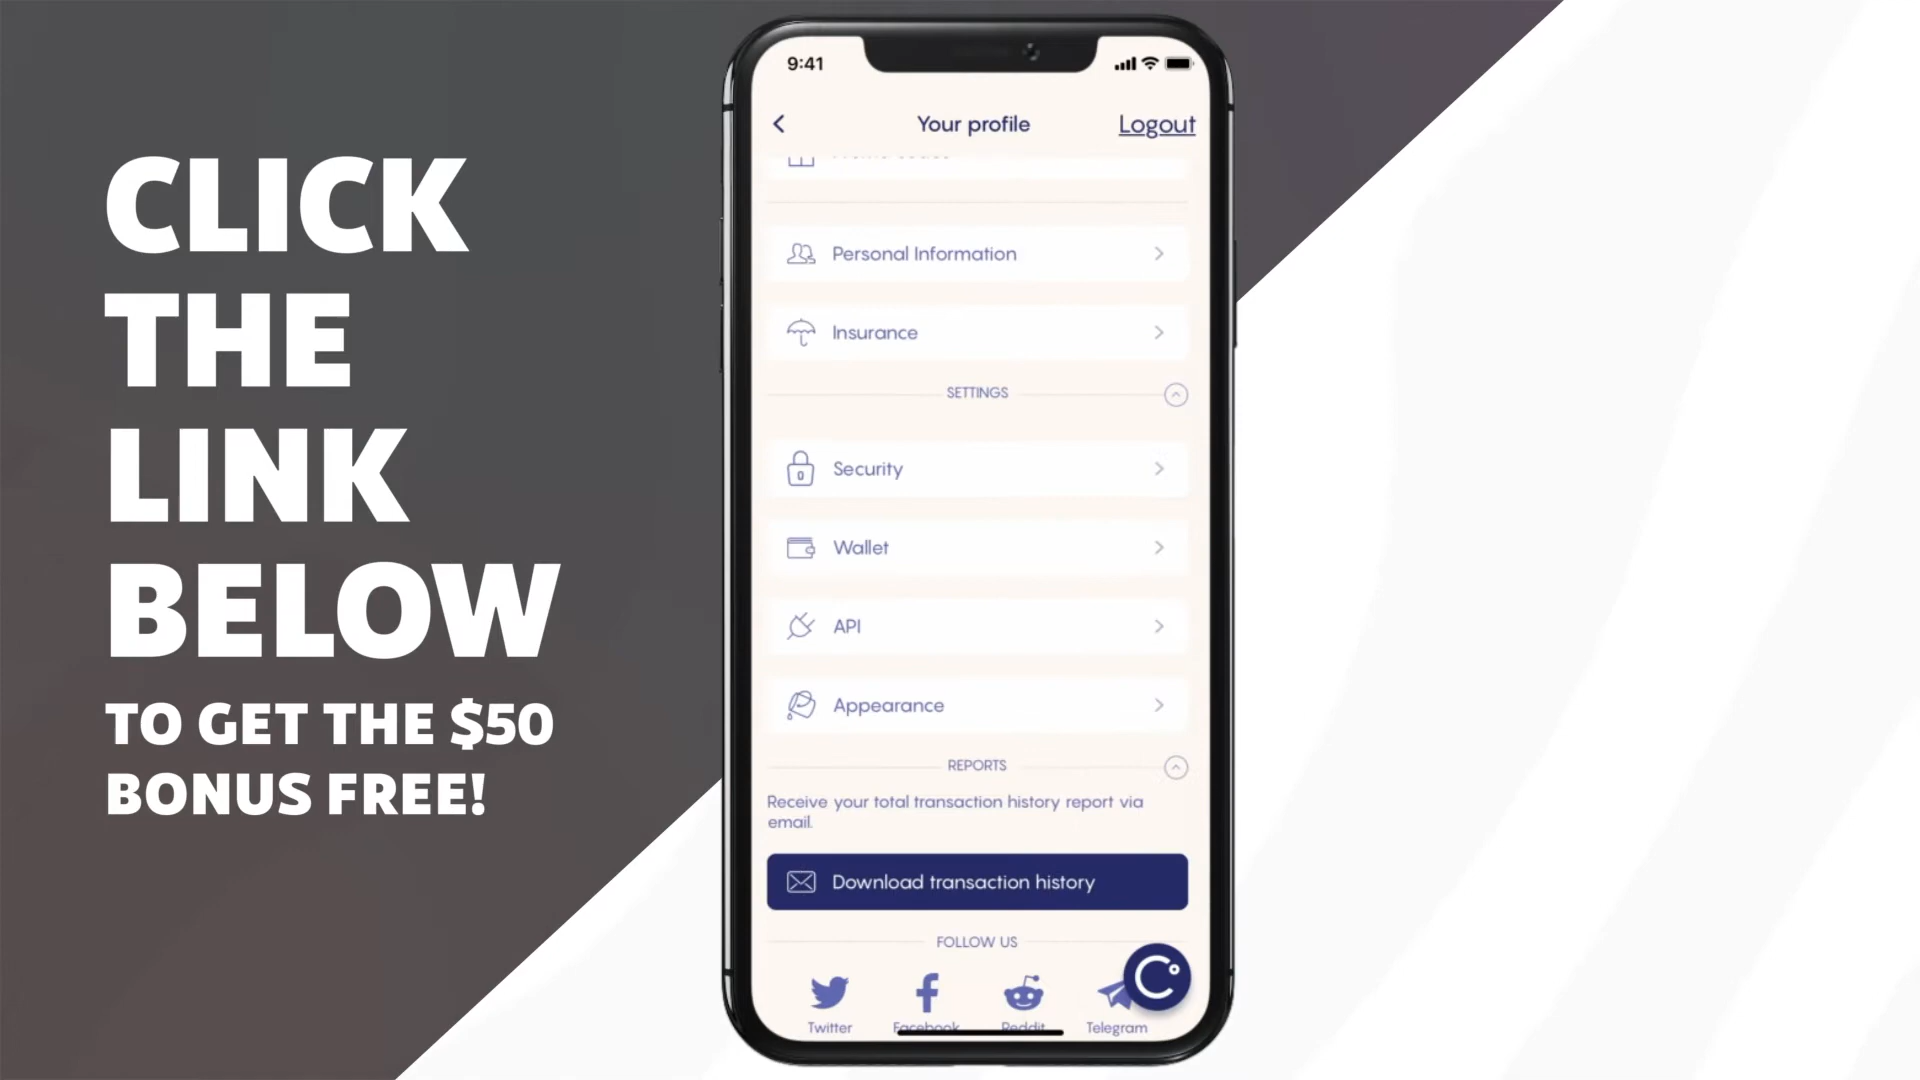 CLICK
THE
LINK
BELOW
TO GET THE $50
BONUS FREE!
9:41
Your profile
Logout
Personal Information
Insurance
SETTINGS
Security
Wallet
API
Appearance
REPORTS
Receive your total transaction history report via
email.
Download transaction history
FOLLOW US
Twitter
Facebook
Reddit
Telegram